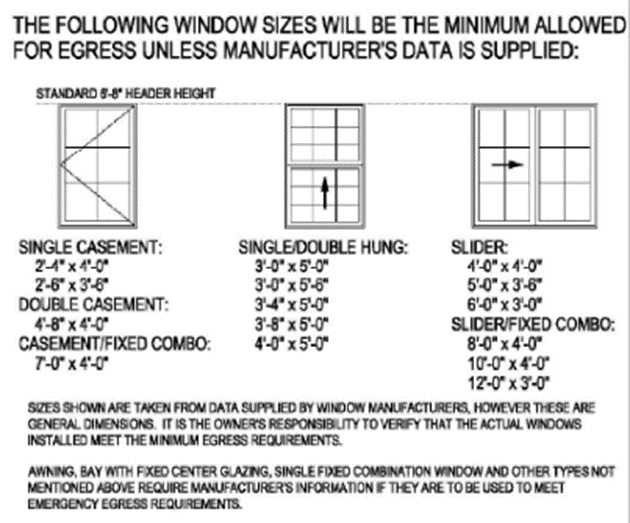 THE FOLLOWING WINDOW SIZES WILL BE THE MINIMUM ALLOWED
FOR EGRESS UNLESS MANUFACTURER'S DATA IS SUPPLIED:
STANDARD 6'-8" HEADER HEIGHT
SINGLE CASEMENT:
2'-4" x 4'-0"
2'-6" x 3'-6"
DOUBLE CASEMENT:
4'-8" x 4'-0"
CASEMENT/FIXED COMBO:
7'-0" x 4'-0"
SINGLE/DOUBLE HUNG:
3'-0" x 5'-0"
3'-0" x 5'-6"
3'-4" x 5'-0"
3'-8" x 5'-0"
4'-0" x 5'-0"
SLIDER:
4'-0" x 4'-0"
5'-0" x 3'-6"
6'-0" x 3'-0"
SLIDER/FIXED COMBO:
8'-0" x 4'-0"
10'-0" x 4'-0"
12'-0" x 3'-0"
SIZES SHOWN ARE TAKEN FROM DATA SUPPLIED BY WINDOW MANUFACTURERS, HOWEVER THESE ARE
GENERAL DIMENSIONS. IT IS THE OWNER'S RESPONSIBILITY TO VERIFY THAT THE ACTUAL WINDOWS
INSTALLED MEET THE MINIMUM EGRESS REQUIREMENTS.
AWNING, BAY WITH FIXED CENTER GLAZING, SINGLE FIXED COMBINATION WINDOW AND OTHER TYPES NOT
MENTIONED ABOVE REQUIRE MANUFACTURER'S INFORMATION IF THEY ARE TO BE USED TO MEET
EMERGENCY EGRESS REQUIREMENTS.